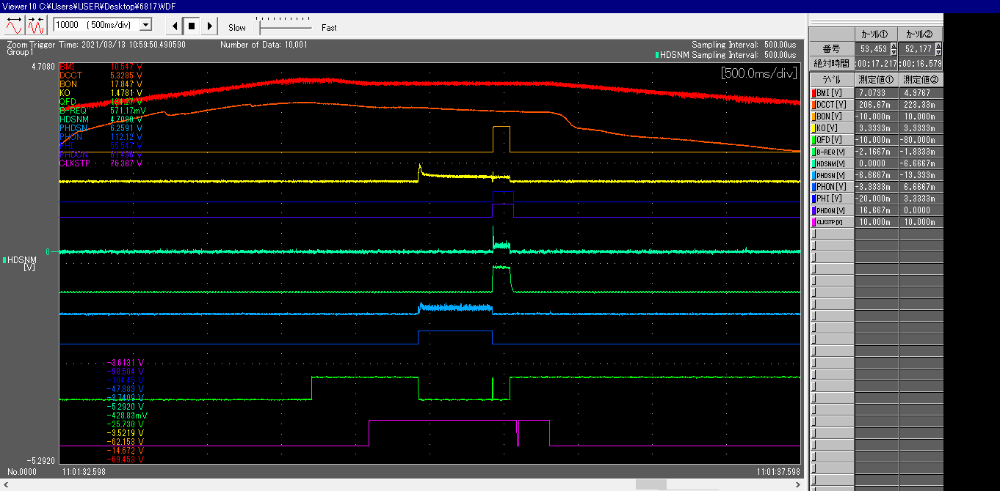 Viewer10 C:¥Users¥USER¥Desktop¥6817.WDF
10000 (500ms/div)
Slow
Fast
Zoom Trigger Time: 2021/03/13 10:59:50.490590 Number of Data: 10,001
Sampling Interval: 500.00us
Group1
HDSNM Sampling Interval: 500.00us
4.7080
[500.0ms/div]
BMI 10.547 V
DCCT 5.3285 V
BON 17.847 V
KO 1.4781 V
QFD 134.27 V
B-REQ 571.17mV
HDSNM 4.7080 V
PHDSN 6.2591 V
PHON 112.12 V
PHI 55.547 V
PHDON 61.496 V
CLKSTP 76.387 V
0
HDSNM
[V]
-3.6131 V
-98.504 V
-104.45 V
-47.883 V
-3.7409 V
-5.2920 V
-428.83mV
-25.730 V
-3.5219 V
-62.153 V
-14.672 V
-69.453 V
-5.2920
No.0000
11:01:32.598
11:01:37.598
ｶｰｿﾙ① ｶｰｿﾙ②
番号 53,453 52,177
絶対時間 :00:17.217 :00:16.579
ﾗﾍﾞﾙ 測定値① 測定値②
BMI[V] 7.0733 4.9767
DCCT[V] 206.67m 223.33m
BON[V] -10.000m 10.000m
KO[V] 3.3333m 3.3333m
QFD[V] -10.000m -80.000m
B-REQ[V] -2.1667m -1.8333m
HDSNM[V] 0.0000 -6.6667m
PHDSN[V] -6.6667m -13.333m
PHON[V] -3.3333m 6.6667m
PHI[V] -20.000m 3.3333m
PHDON[V] 16.667m 0.0000
CLKSTP[V] 10.000m 10.000m